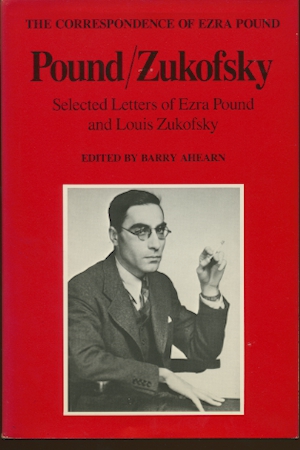 THE CORRESPONDENCE OF EZRA POUND
Pound/Zukofsky
Selected Letters of Ezra Pound
and Louis Zukofsky
EDITED BY BARRY AHEARN